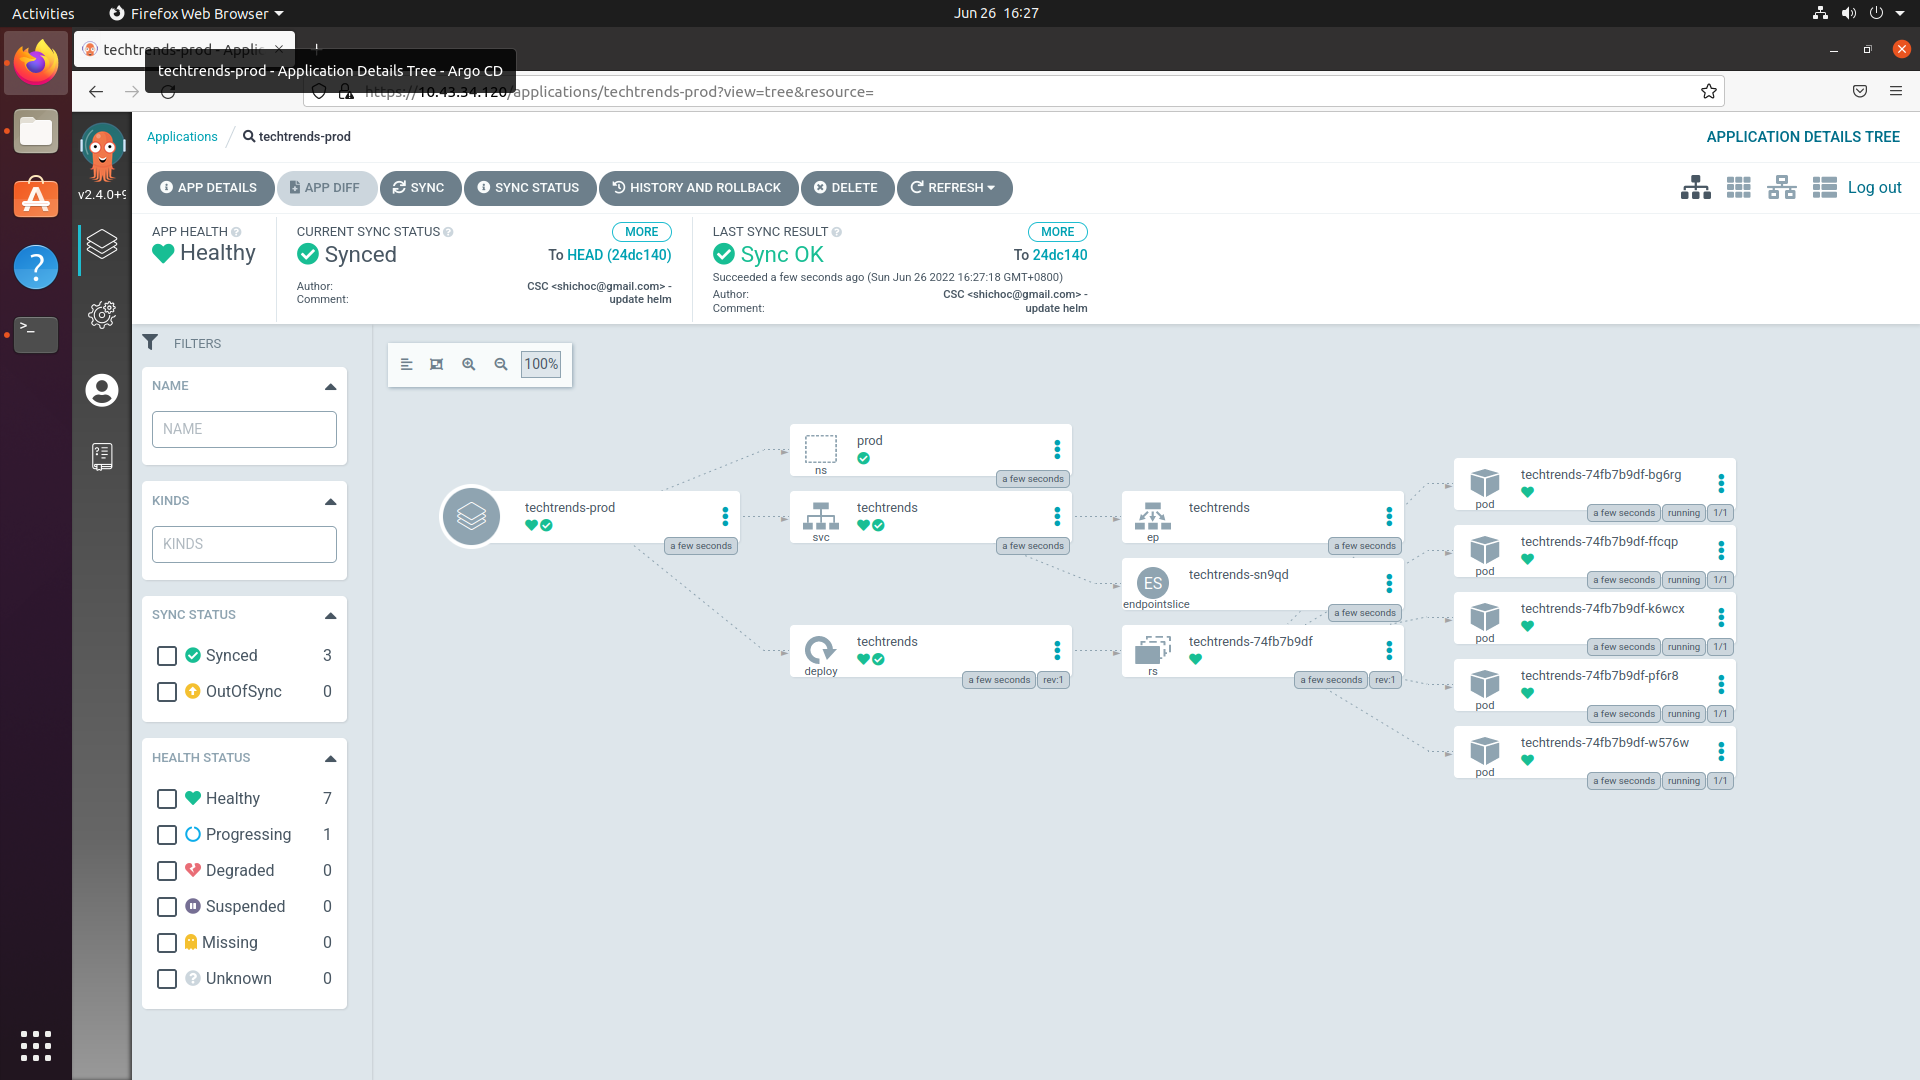 Activities
Firefox Web Browser
Jun 26 16:27
techtrends-prod - Applic
techtrends-prod - Application Details Tree - Argo CD
https://10.43.34.120/applications/techtrends-prod?view=tree&resource=
v2.4.0+9
Applications
techtrends-prod
APPLICATION DETAILS TREE
APP DETAILS
APP DIFF
SYNC
SYNC STATUS
HISTORY AND ROLLBACK
DELETE
REFRESH
Log out
APP HEALTH
Healthy
CURRENT SYNC STATUS
MORE
Synced
To HEAD (24dc140)
Author:
CSC <shichoc@gmail.com> -
Comment:
update helm
LAST SYNC RESULT
MORE
Sync OK
To 24dc140
Succeeded a few seconds ago (Sun Jun 26 2022 16:27:18 GMT+0800)
Author:
CSC <shichoc@gmail.com> -
Comment:
update helm
FILTERS
NAME
NAME
KINDS
KINDS
SYNC STATUS
Synced 3
OutOfSync 0
HEALTH STATUS
Healthy 7
Progressing 1
Degraded 0
Suspended 0
Missing 0
Unknown 0
100%
techtrends-prod
a few seconds
prod
ns
a few seconds
techtrends
svc
a few seconds
techtrends
deploy
a few seconds
rev:1
techtrends
ep
a few seconds
ES
techtrends-sn9qd
endpointslice
a few seconds
techtrends-74fb7b9df
rs
a few seconds
rev:1
techtrends-74fb7b9df-bg6rg
pod
a few seconds
running
1/1
techtrends-74fb7b9df-ffcqp
pod
a few seconds
running
1/1
techtrends-74fb7b9df-k6wcx
pod
a few seconds
running
1/1
techtrends-74fb7b9df-pf6r8
pod
a few seconds
running
1/1
techtrends-74fb7b9df-w576w
pod
a few seconds
running
1/1